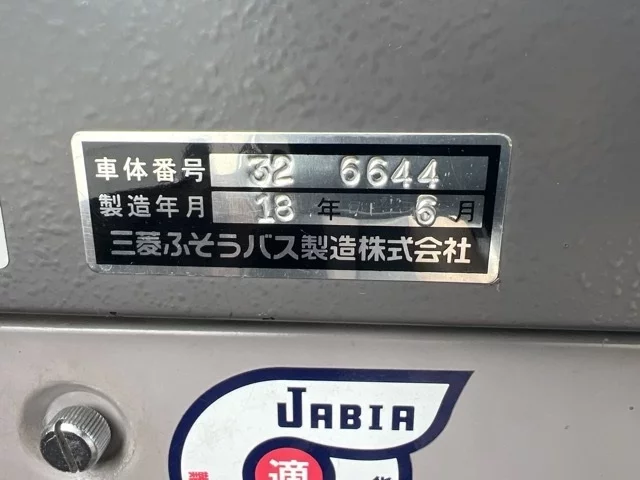 車体番号 32 6644
製造年月 18 年 6 月
三菱ふそうバス製造株式会社
JABIA
適